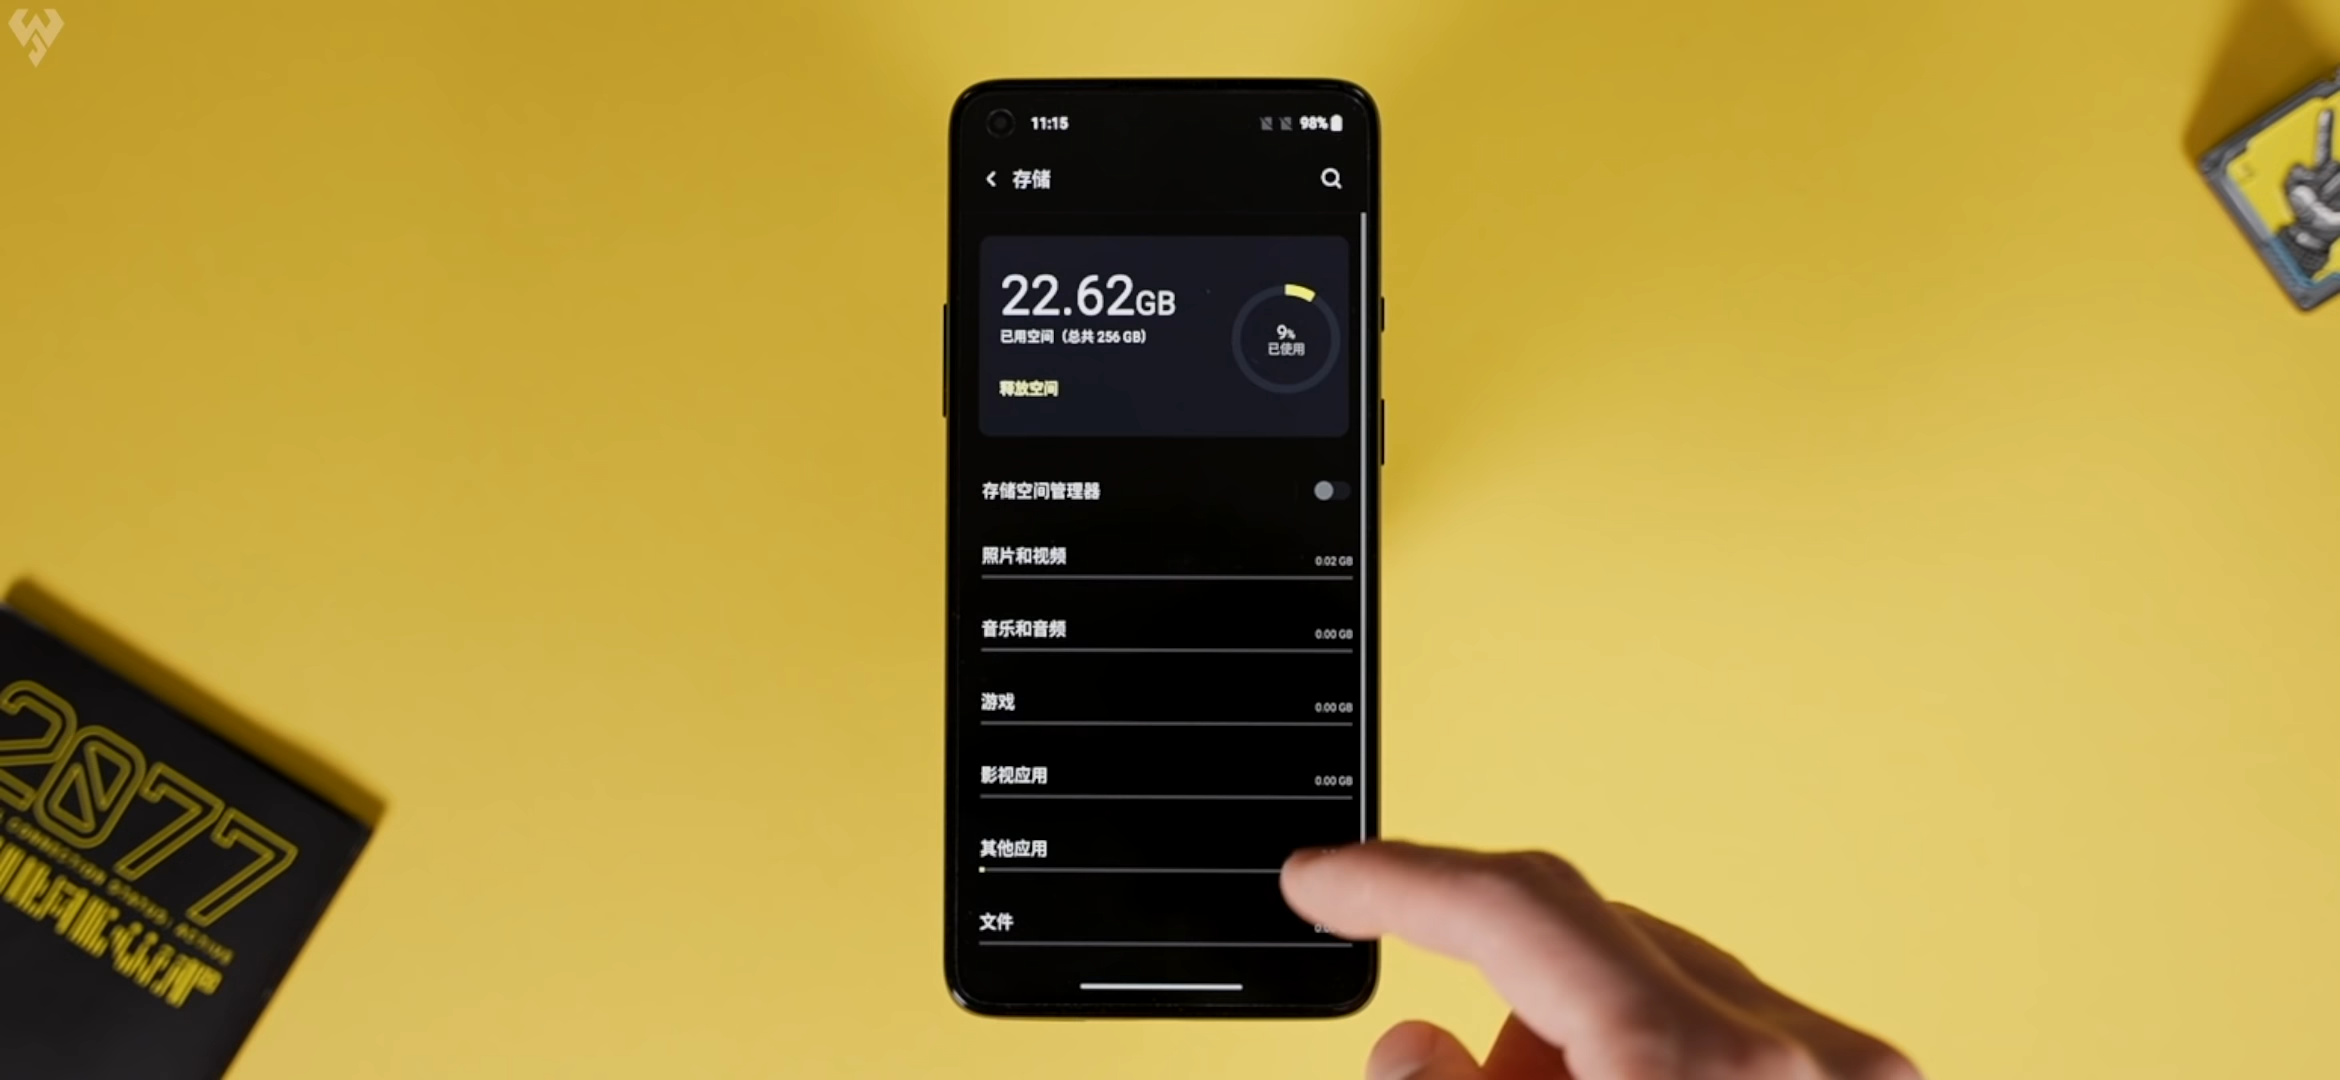 11:15
98%
存储
22.62GB
已用空间（总共 256 GB）
9%
已使用
释放空间
存储空间管理器
照片和视频
0.02 GB
音乐和音频
0.00 GB
游戏
0.00 GB
影视应用
0.00 GB
其他应用
文件
2077